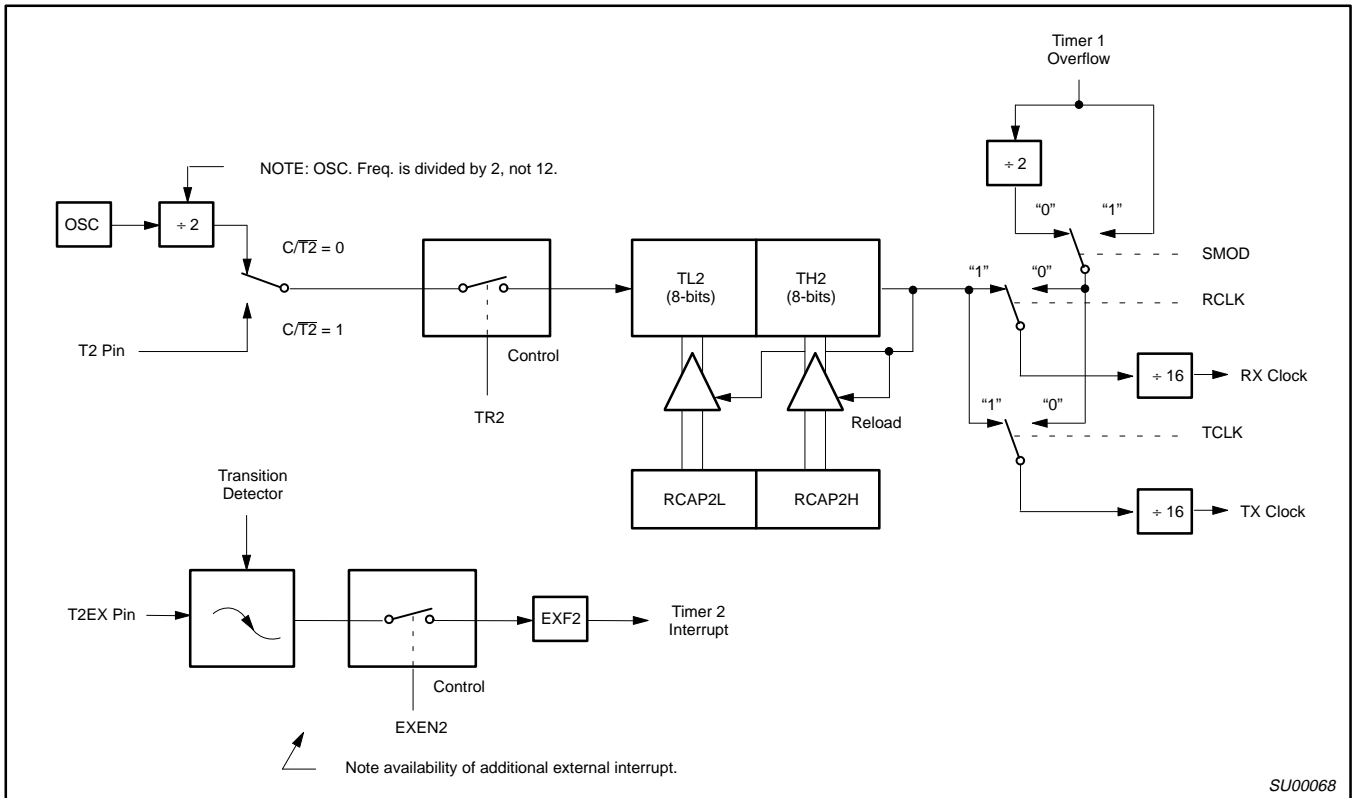 Timer 1
Overflow
÷ 2
NOTE: OSC. Freq. is divided by 2, not 12.
“0”
“1”
OSC
÷ 2
C/T2 = 0
SMOD
TL2
(8-bits)
TH2
(8-bits)
“1”
“0”
RCLK
C/T2 = 1
T2 Pin
Control
÷ 16
RX Clock
TR2
Reload
“1”
“0”
TCLK
Transition
Detector
RCAP2L
RCAP2H
÷ 16
TX Clock
T2EX Pin
EXF2
Timer 2
Interrupt
Control
EXEN2
Note availability of additional external interrupt.
SU00068